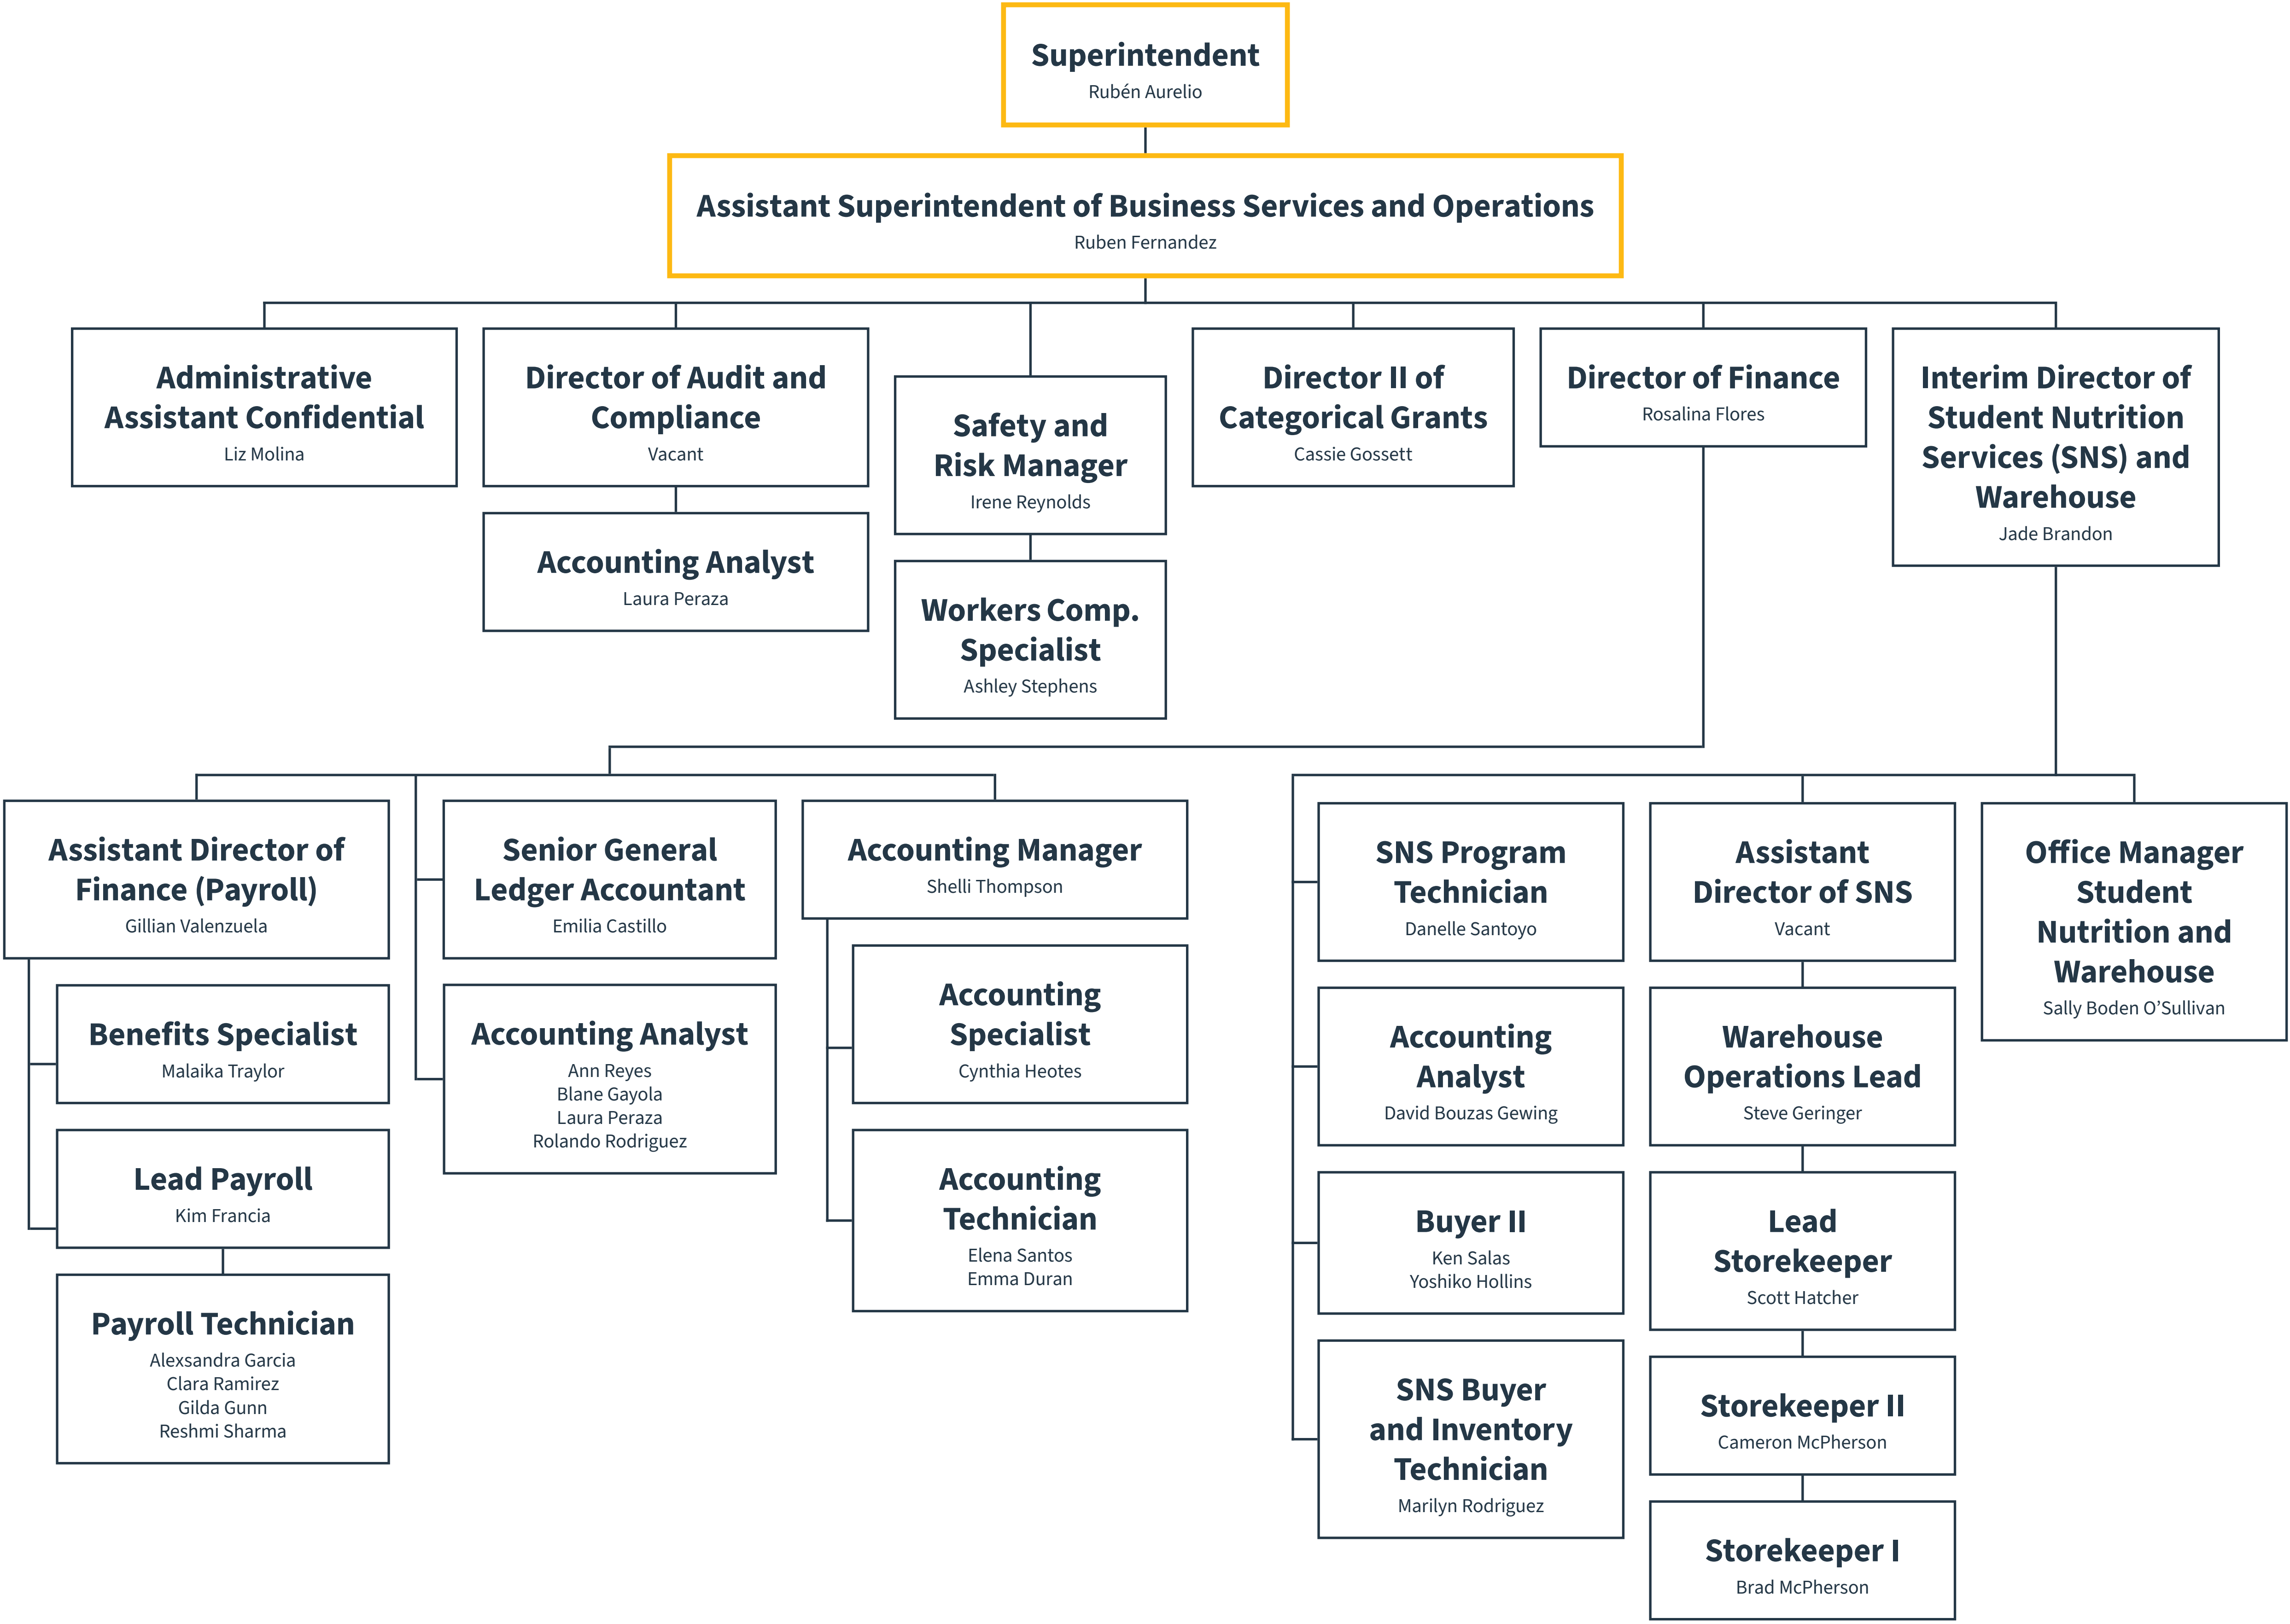 Superintendent
Rubén Aurelio
Assistant Superintendent of Business Services and Operations
Ruben Fernandez
Administrative
Assistant Confidential
Liz Molina
Director of Audit and
Compliance
Vacant
Accounting Analyst
Laura Peraza
Safety and
Risk Manager
Irene Reynolds
Workers Comp.
Specialist
Ashley Stephens
Director II of
Categorical Grants
Cassie Gossett
Director of Finance
Rosalina Flores
Interim Director of
Student Nutrition
Services (SNS) and
Warehouse
Jade Brandon
Assistant Director of
Finance (Payroll)
Gillian Valenzuela
Benefits Specialist
Malaika Traylor
Lead Payroll
Kim Francia
Payroll Technician
Alexsandra Garcia
Clara Ramirez
Gilda Gunn
Reshmi Sharma
Senior General
Ledger Accountant
Emilia Castillo
Accounting Analyst
Ann Reyes
Blane Gayola
Laura Peraza
Rolando Rodriguez
Accounting Manager
Shelli Thompson
Accounting
Specialist
Cynthia Heotes
Accounting
Technician
Elena Santos
Emma Duran
SNS Program
Technician
Danelle Santoyo
Accounting
Analyst
David Bouzas Gewing
Buyer II
Ken Salas
Yoshiko Hollins
SNS Buyer
and Inventory
Technician
Marilyn Rodriguez
Assistant
Director of SNS
Vacant
Warehouse
Operations Lead
Steve Geringer
Lead
Storekeeper
Scott Hatcher
Storekeeper II
Cameron McPherson
Storekeeper I
Brad McPherson
Office Manager
Student
Nutrition and
Warehouse
Sally Boden O’Sullivan